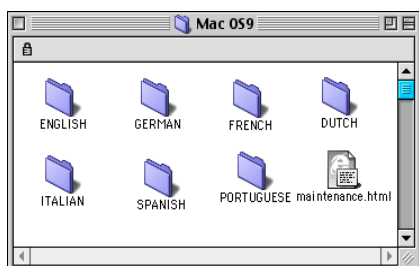 Mac OS9
ENGLISH GERMAN FRENCH DUTCH
ITALIAN SPANISH PORTUGUESE maintenance.html